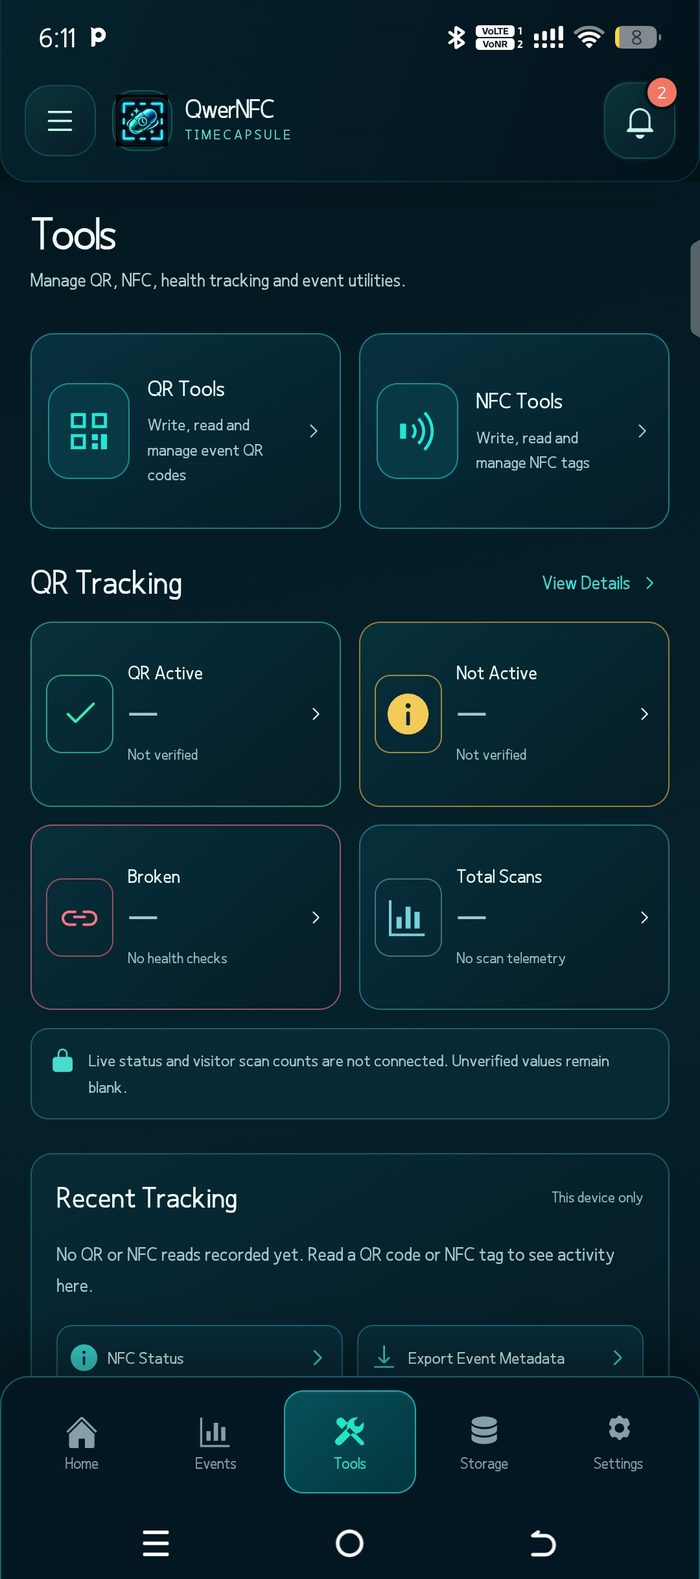 6:11
VoLTE 1
VoNR 2
8
QwerNFC
TIMECAPSULE
2
Tools
Manage QR, NFC, health tracking and event utilities.
QR Tools
Write, read and
manage event QR
codes
NFC Tools
Write, read and
manage NFC tags
QR Tracking
View Details
QR Active
—
Not verified
Not Active
—
Not verified
Broken
—
No health checks
Total Scans
—
No scan telemetry
Live status and visitor scan counts are not connected. Unverified values remain
blank.
Recent Tracking
This device only
No QR or NFC reads recorded yet. Read a QR code or NFC tag to see activity
here.
NFC Status
Export Event Metadata
Home
Events
Tools
Storage
Settings